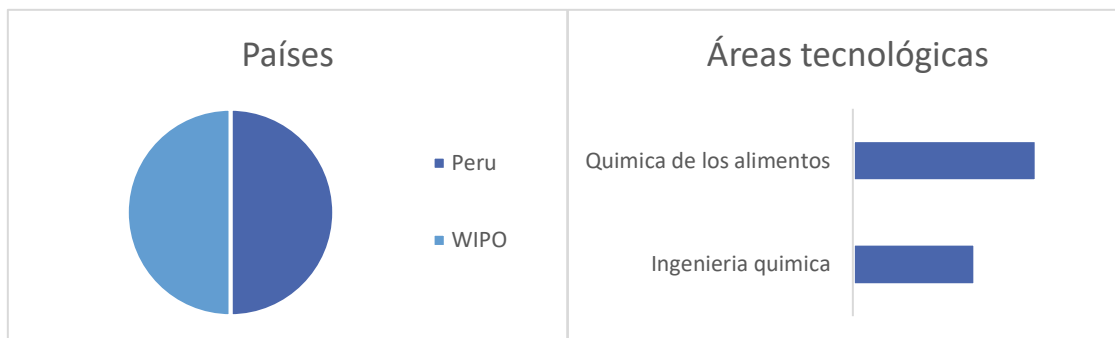 Países
Peru
WIPO
Áreas tecnológicas
Quimica de los alimentos
Ingenieria quimica